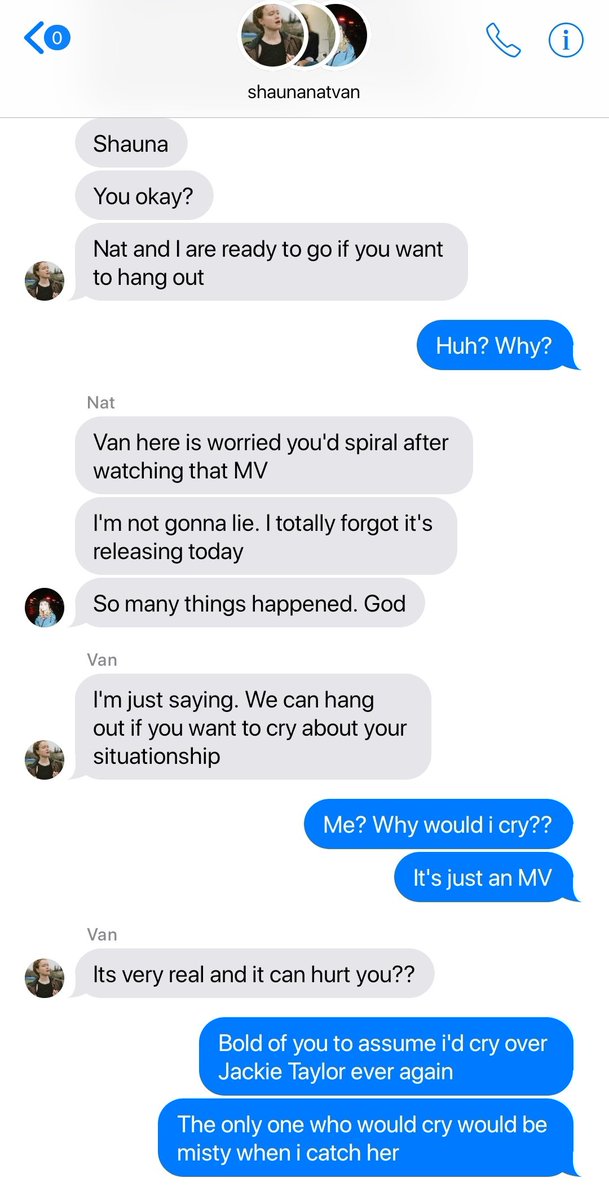 0
shaunanatvan
Shauna
You okay?
Nat and I are ready to go if you want
to hang out
Huh? Why?
Nat
Van here is worried you'd spiral after
watching that MV
I'm not gonna lie. I totally forgot it's
releasing today
So many things happened. God
Van
I'm just saying. We can hang
out if you want to cry about your
situationship
Me? Why would i cry??
It's just an MV
Van
Its very real and it can hurt you??
Bold of you to assume i'd cry over
Jackie Taylor ever again
The only one who would cry would be
misty when i catch her